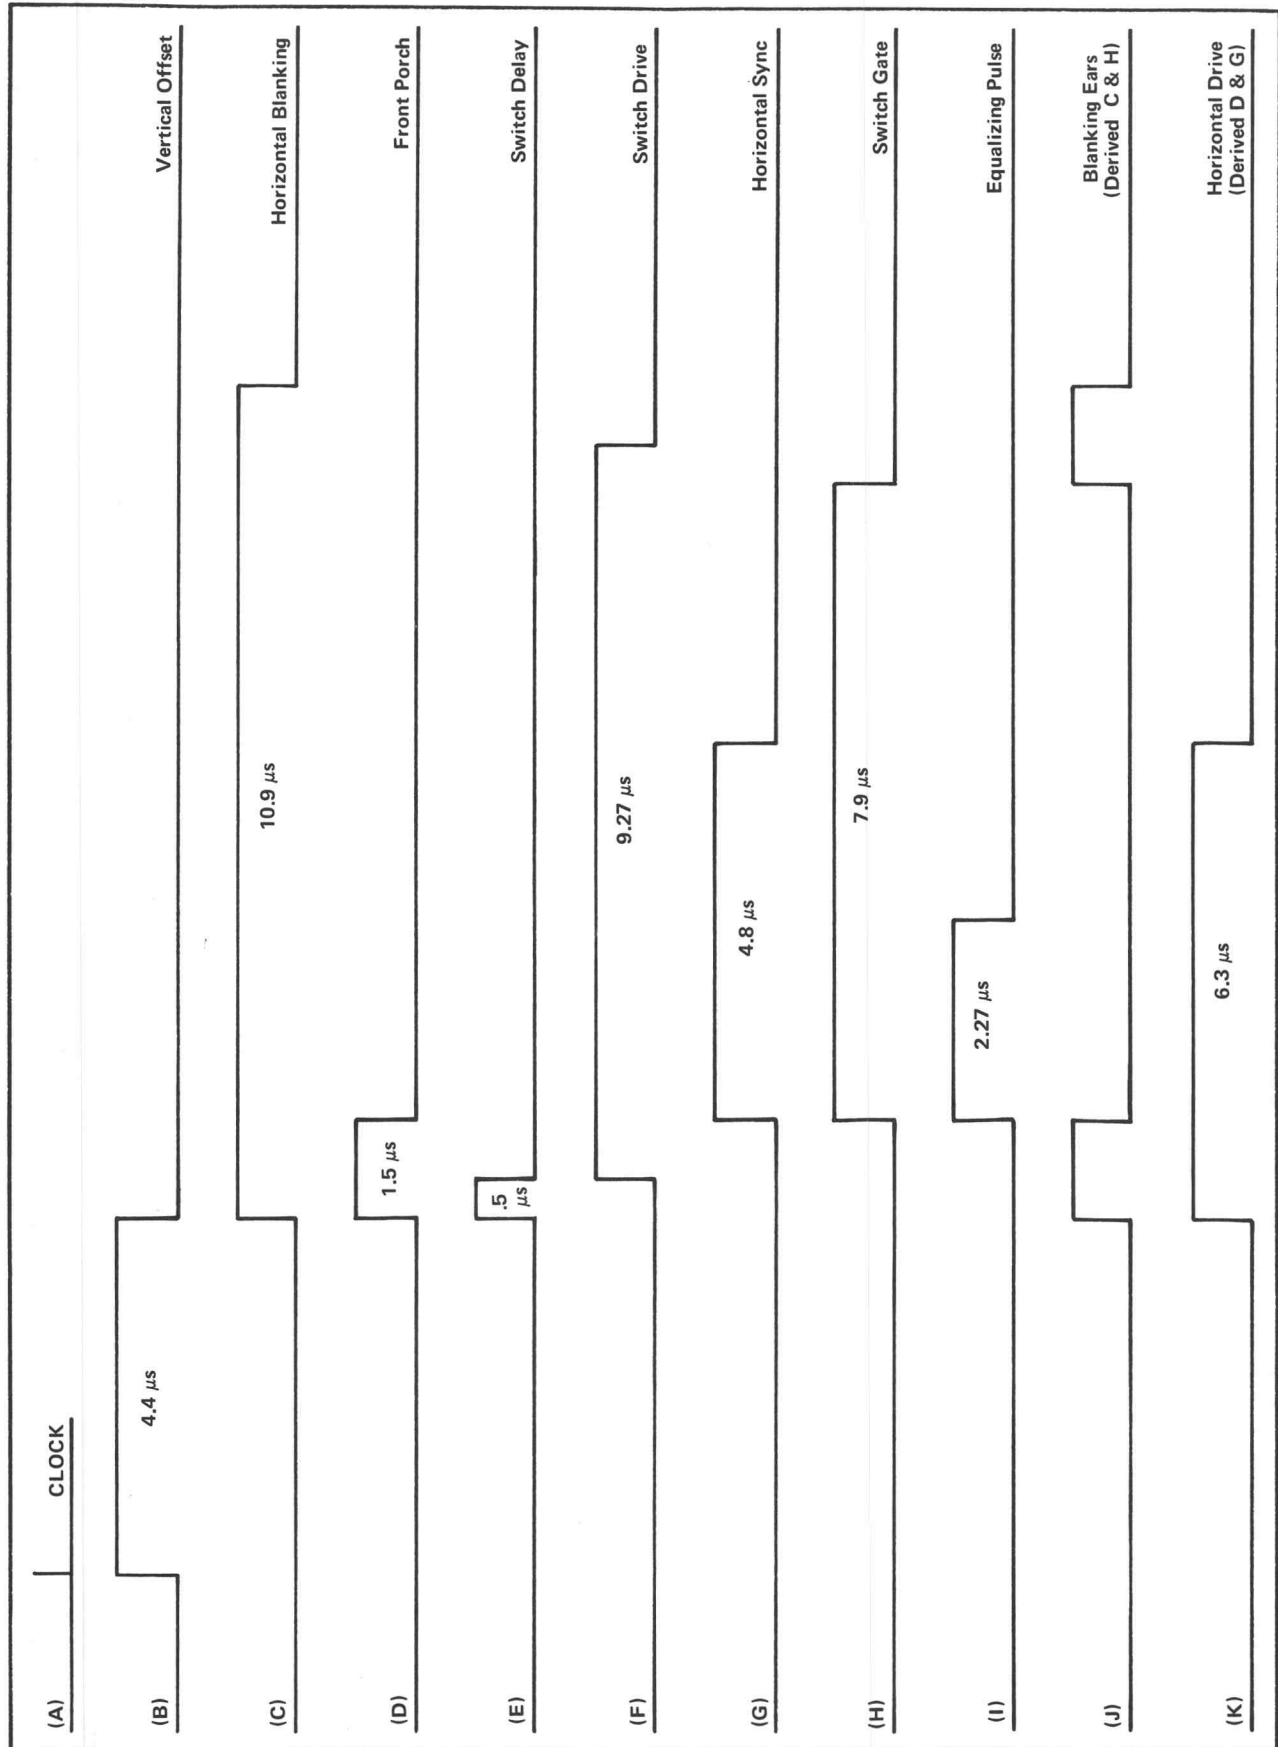 (A)
CLOCK
(B)
4.4 μs
Vertical Offset
(C)
10.9 μs
Horizontal Blanking
(D)
1.5 μs
Front Porch
(E)
.5
μs
Switch Delay
(F)
9.27 μs
Switch Drive
(G)
4.8 μs
Horizontal Sync
(H)
7.9 μs
Switch Gate
(I)
2.27 μs
Equalizing Pulse
(J)
Blanking Ears
(Derived C & H)
(K)
6.3 μs
Horizontal Drive
(Derived D & G)